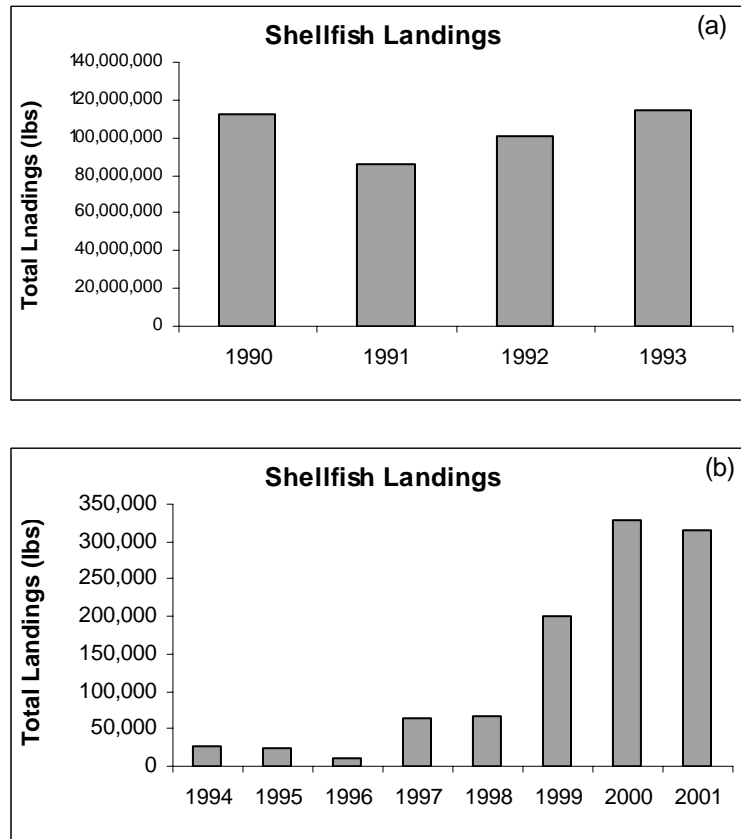 (a)
Shellfish Landings
Total Lnadings (lbs)
140,000,000
120,000,000
100,000,000
80,000,000
60,000,000
40,000,000
20,000,000
0
1990 1991 1992 1993
(b)
Shellfish Landings
Total Landings (lbs)
350,000
300,000
250,000
200,000
150,000
100,000
50,000
0
1994 1995 1996 1997 1998 1999 2000 2001